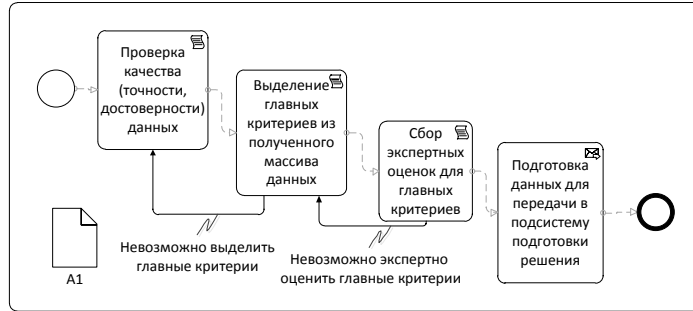 Проверка
качества
(точности,
достоверности)
данных
Выделение
главных
критериев из
полученного
массива
данных
Сбор
экспертных
оценок для
главных
критериев
Подготовка
данных для
передачи в
подсистему
подготовки
решения
Невозможно выделить
главные критерии
Невозможно экспертно
оценить главные критерии
A1